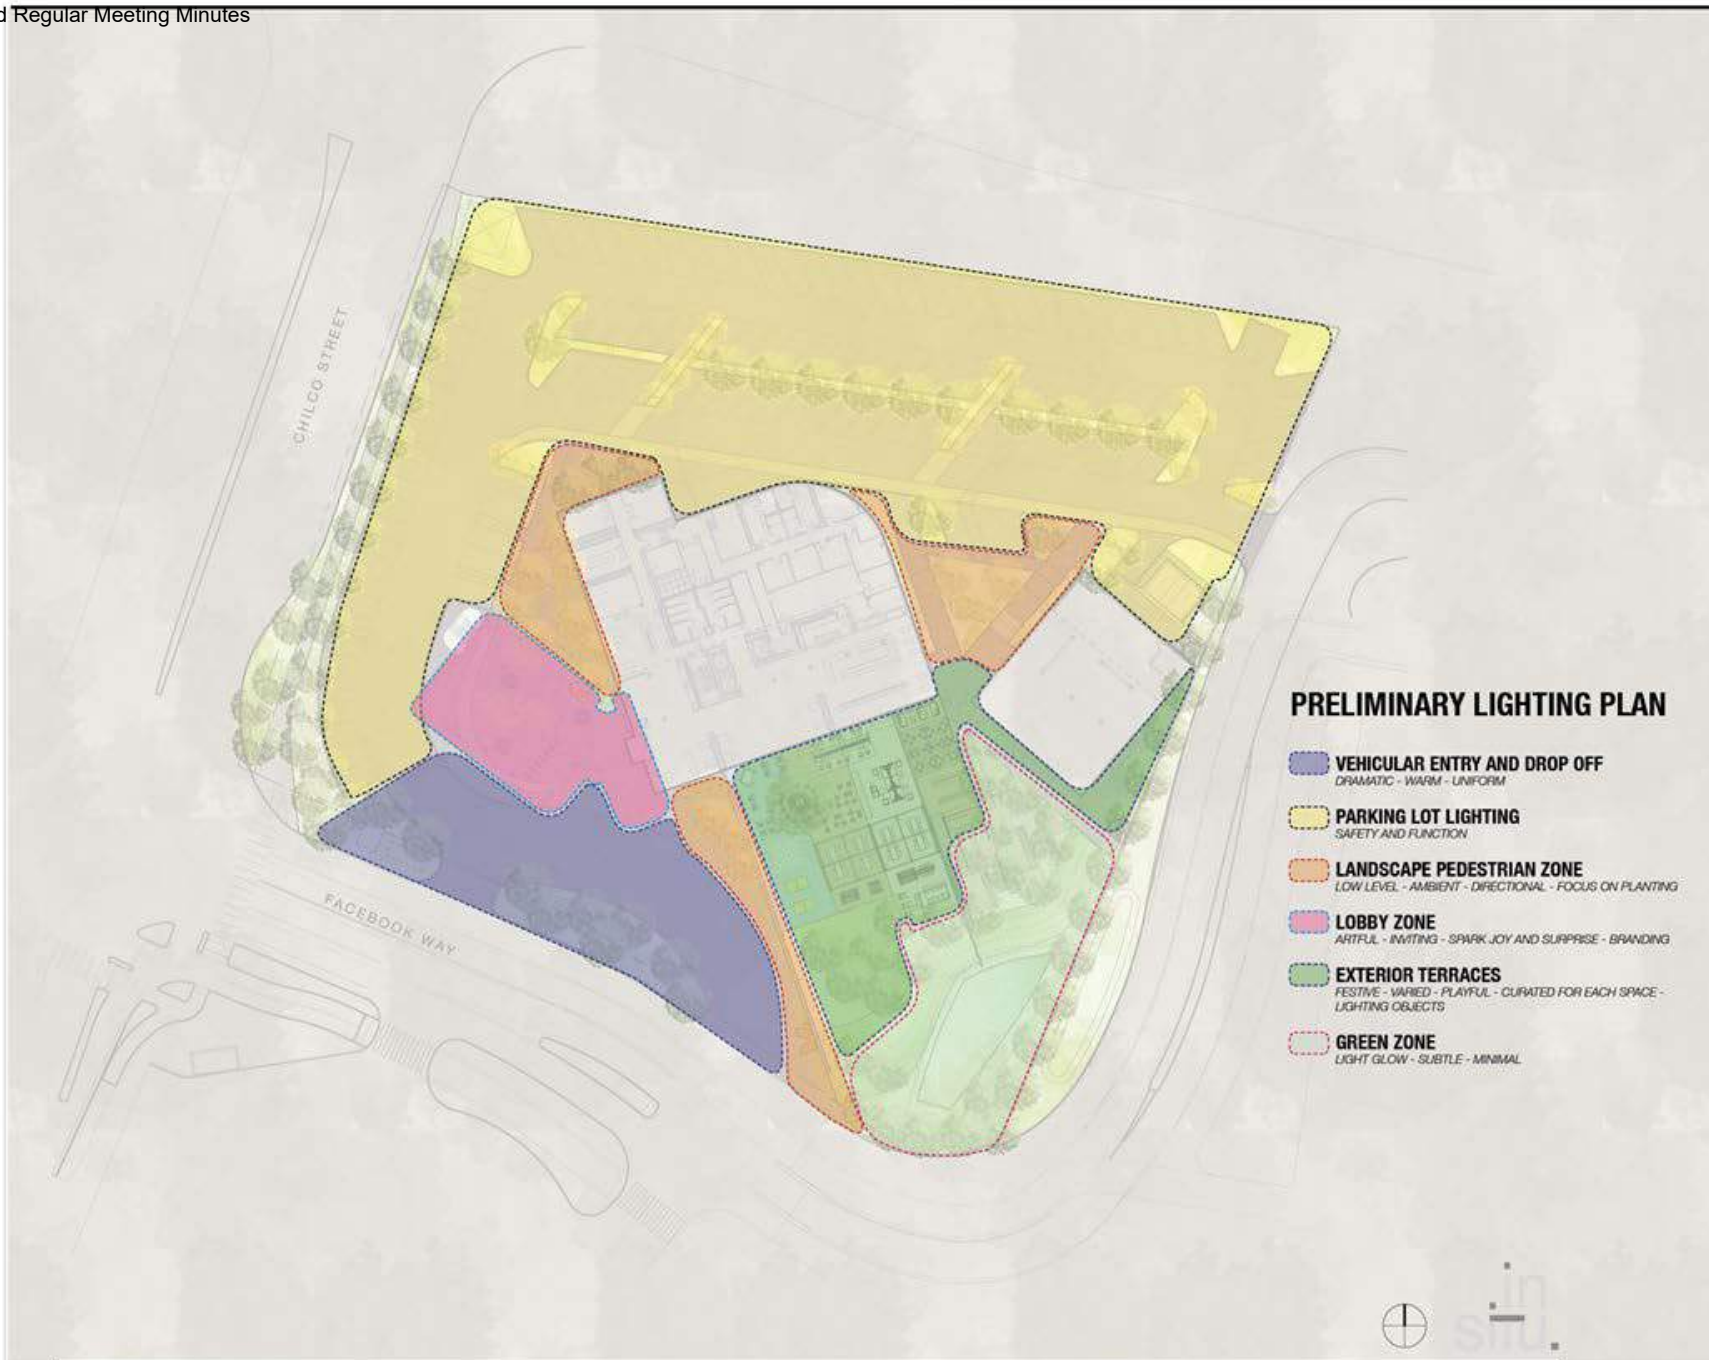 d Regular Meeting Minutes
CHILCO STREET
FACEBOOK WAY
PRELIMINARY LIGHTING PLAN
VEHICULAR ENTRY AND DROP OFF
DRAMATIC - WARM - UNIFORM
PARKING LOT LIGHTING
SAFETY AND FUNCTION
LANDSCAPE PEDESTRIAN ZONE
LOW LEVEL - AMBIENT - DIRECTIONAL - FOCUS ON PLANTING
LOBBY ZONE
ARTFUL - INVITING - SPARK JOY AND SURPRISE - BRANDING
EXTERIOR TERRACES
FESTIVE - VARIED - PLAYFUL - CURATED FOR EACH SPACE -
LIGHTING OBJECTS
GREEN ZONE
LIGHT GLOW - SUBTLE - MINIMAL
in
situ